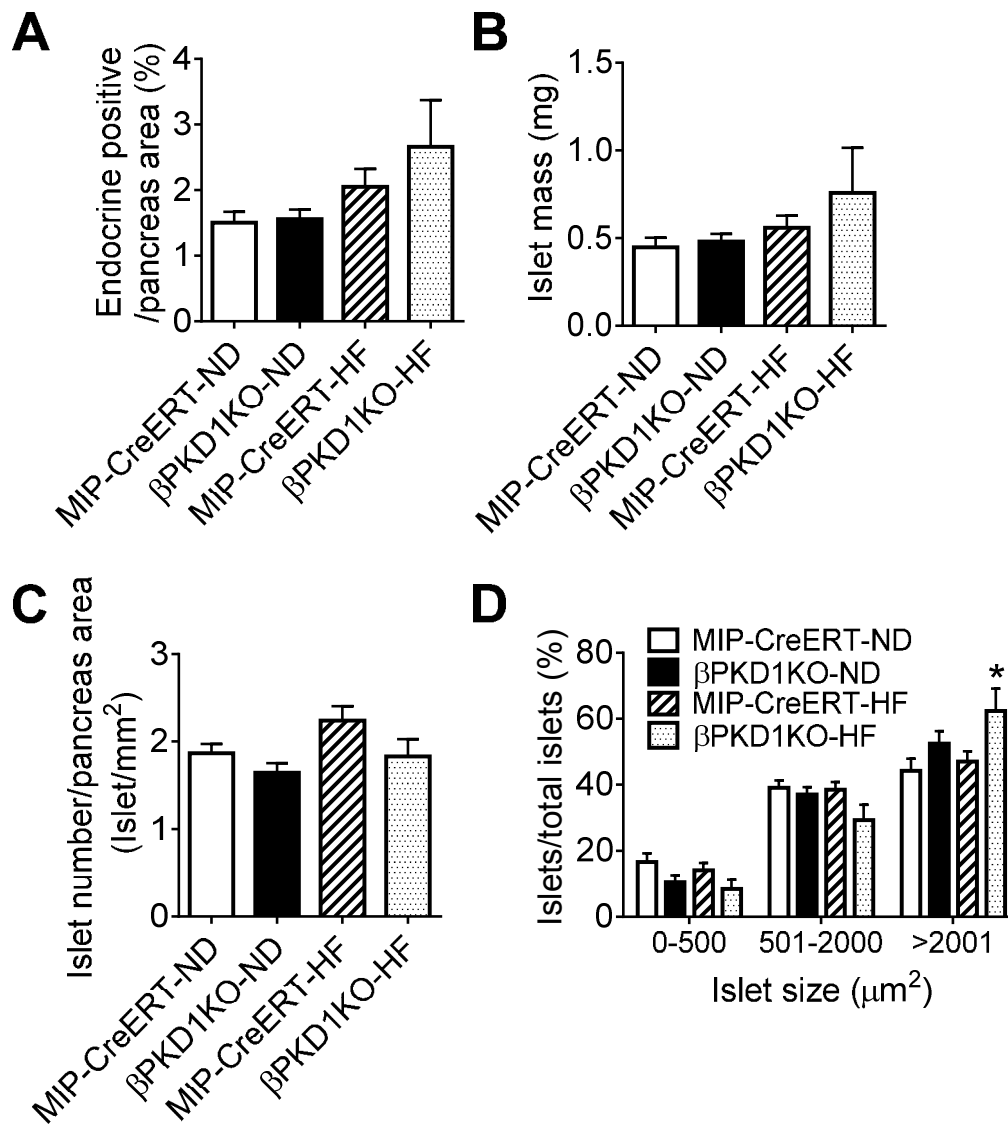 A
Endocrine positive
/pancreas area (%)
4
3
2
1
0
MIP-CreERT-ND
βPKD1KO-ND
MIP-CreERT-HF
βPKD1KO-HF
B
Islet mass (mg)
1.5
1.0
0.5
0.0
MIP-CreERT-ND
βPKD1KO-ND
MIP-CreERT-HF
βPKD1KO-HF
C
Islet number/pancreas area
(Islet/mm²)
3
2
1
0
MIP-CreERT-ND
βPKD1KO-ND
MIP-CreERT-HF
βPKD1KO-HF
D
Islets/total islets (%)
80
60
40
20
0
MIP-CreERT-ND
βPKD1KO-ND
MIP-CreERT-HF
βPKD1KO-HF
*
0-500 501-2000 >2001
Islet size (μm²)